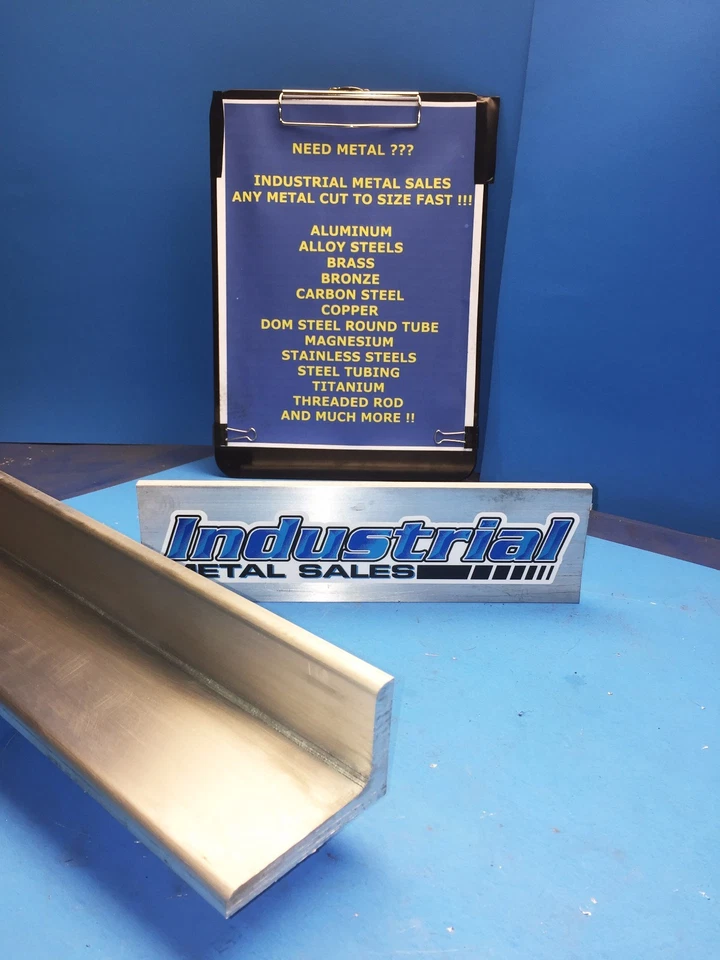 NEED METAL ???
INDUSTRIAL METAL SALES
ANY METAL CUT TO SIZE FAST !!!
ALUMINUM
ALLOY STEELS
BRASS
BRONZE
CARBON STEEL
COPPER
DOM STEEL ROUND TUBE
MAGNESIUM
STAINLESS STEELS
STEEL TUBING
TITANIUM
THREADED ROD
AND MUCH MORE !!
Industrial
METAL SALES